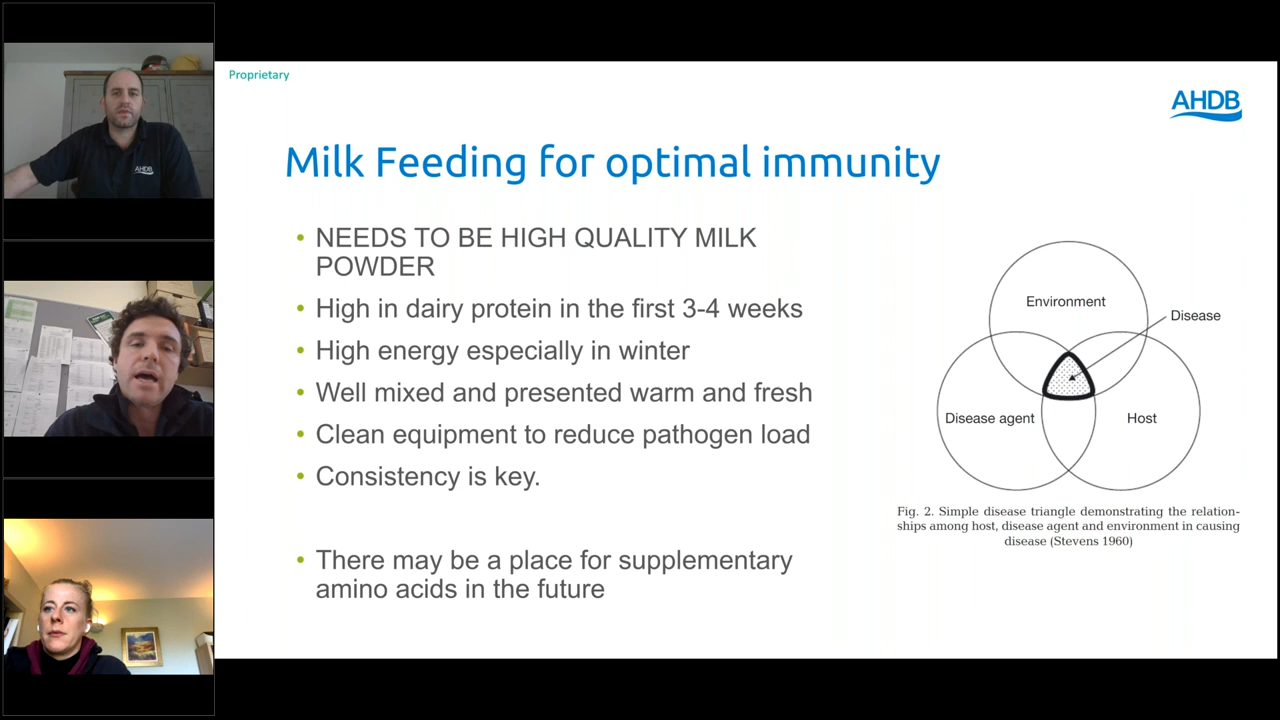 Proprietary
AHDB
Milk Feeding for optimal immunity
• NEEDS TO BE HIGH QUALITY MILK
POWDER
• High in dairy protein in the first 3-4 weeks
• High energy especially in winter
• Well mixed and presented warm and fresh
• Clean equipment to reduce pathogen load
• Consistency is key.
• There may be a place for supplementary
amino acids in the future
Environment
Disease
Disease agent
Host
Fig. 2. Simple disease triangle demonstrating the relation-
ships among host, disease agent and environment in causing
disease (Stevens 1960)
AHDB